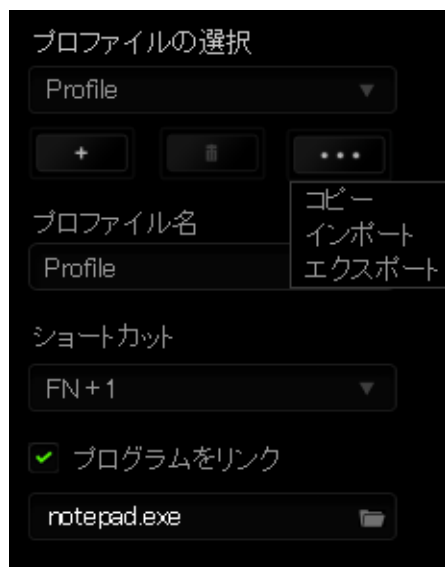 プロファイルの選択
Profile
+
...
コピー
インポート
エクスポート
プロファイル名
Profile
ショートカット
FN+1
プログラムをリンク
notepad.exe